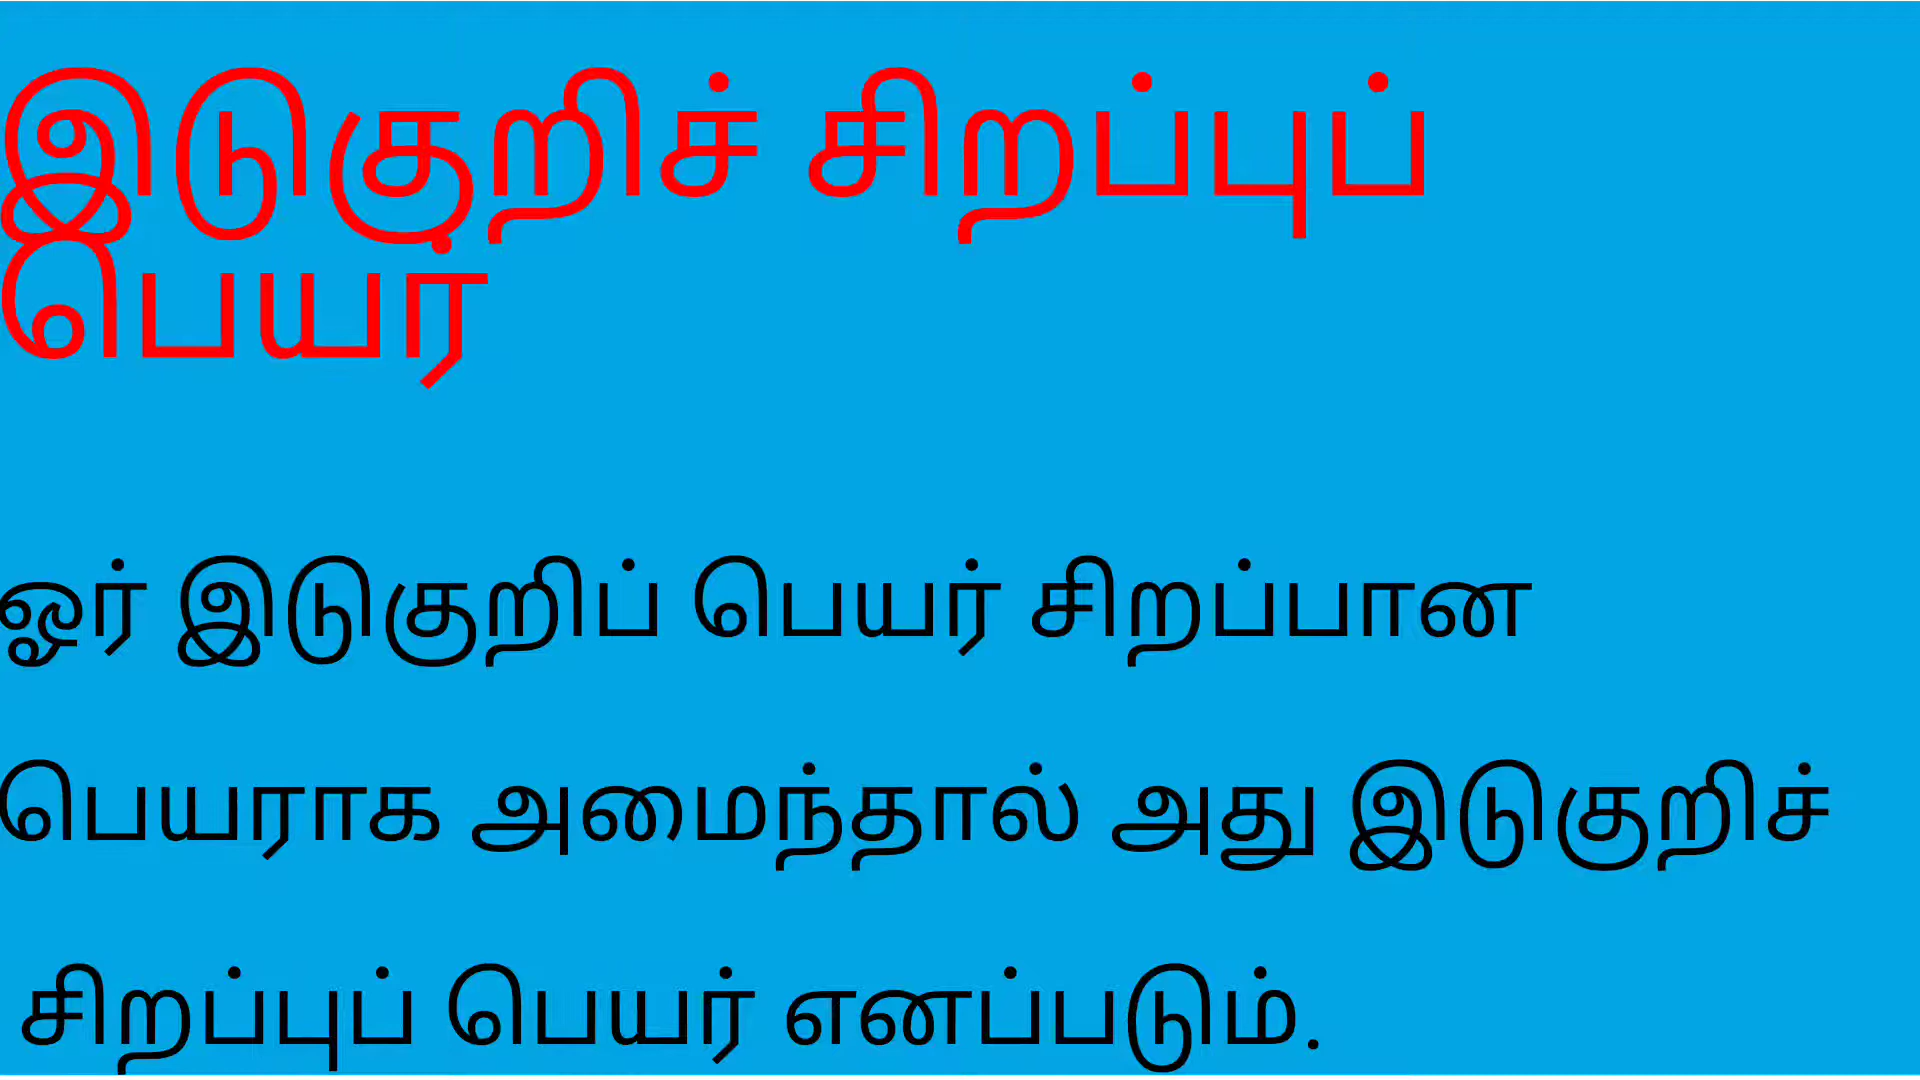 இடுகுறிச் சிறப்புப்
பெயர்
ஓர் இடுகுறிப் பெயர் சிறப்பான
பெயராக அமைந்தால் அது இடுகுறிச்
சிறப்புப் பெயர் எனப்படும்.